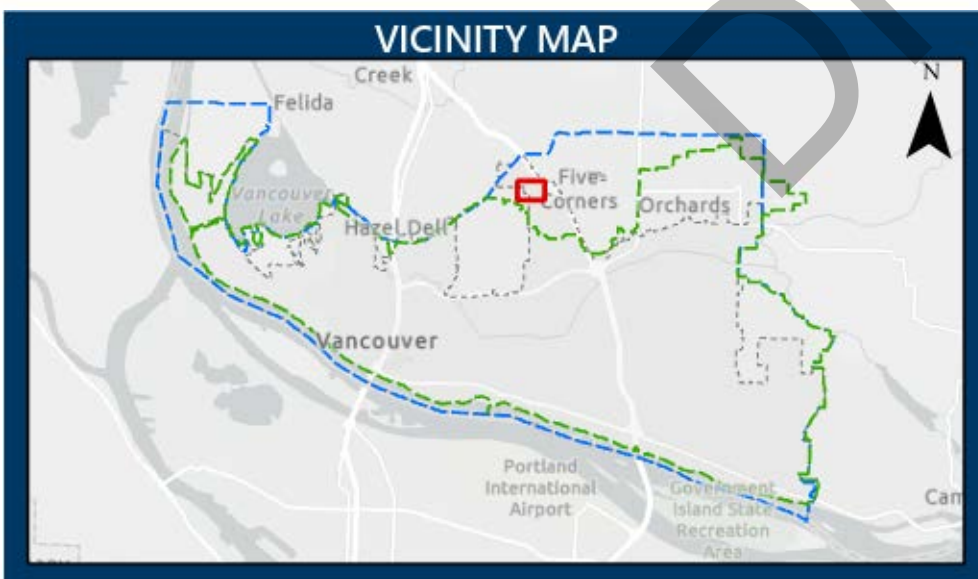 VICINITY MAP
Creek
N
Felida
Five
Corners
Vancouver
Lake
Orchards
Hazel Dell
Vancouver
Portland
International
Airport
Government
Island State
Recreation
Area
Cam